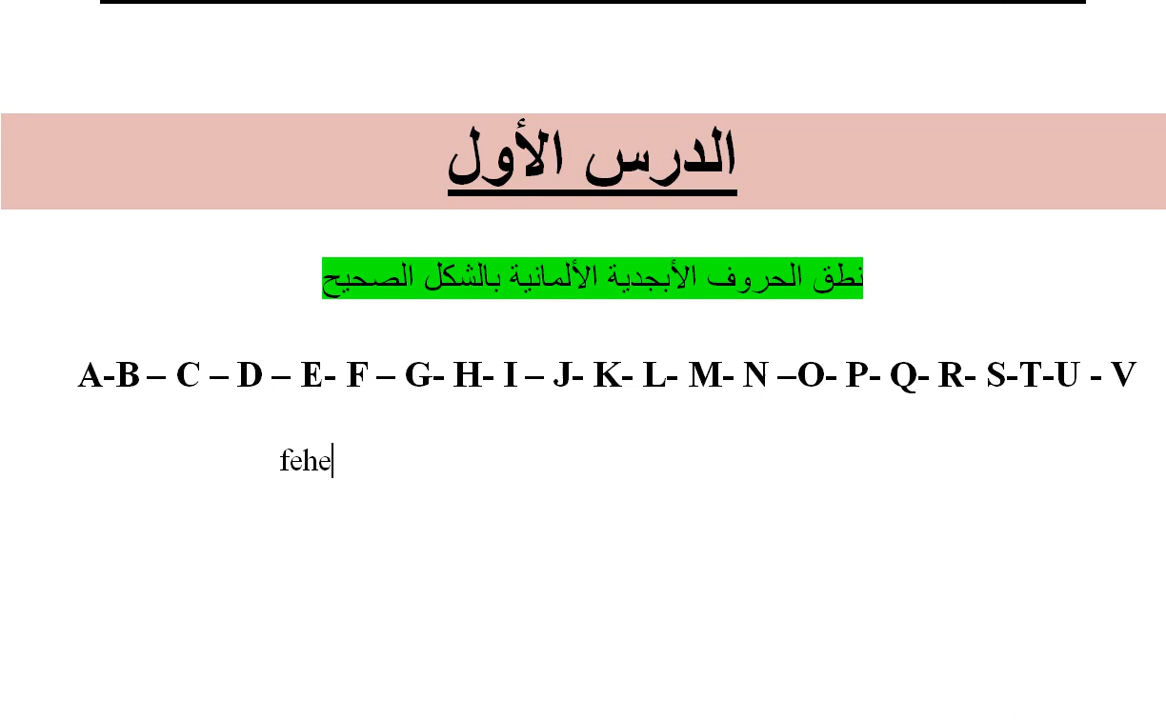 الدرس الأول
نطق الحروف الأبجدية الألمانية بالشكل الصحيح
A-B – C – D – E- F – G- H- I – J- K- L- M- N –O- P- Q- R- S-T-U - V
fehe